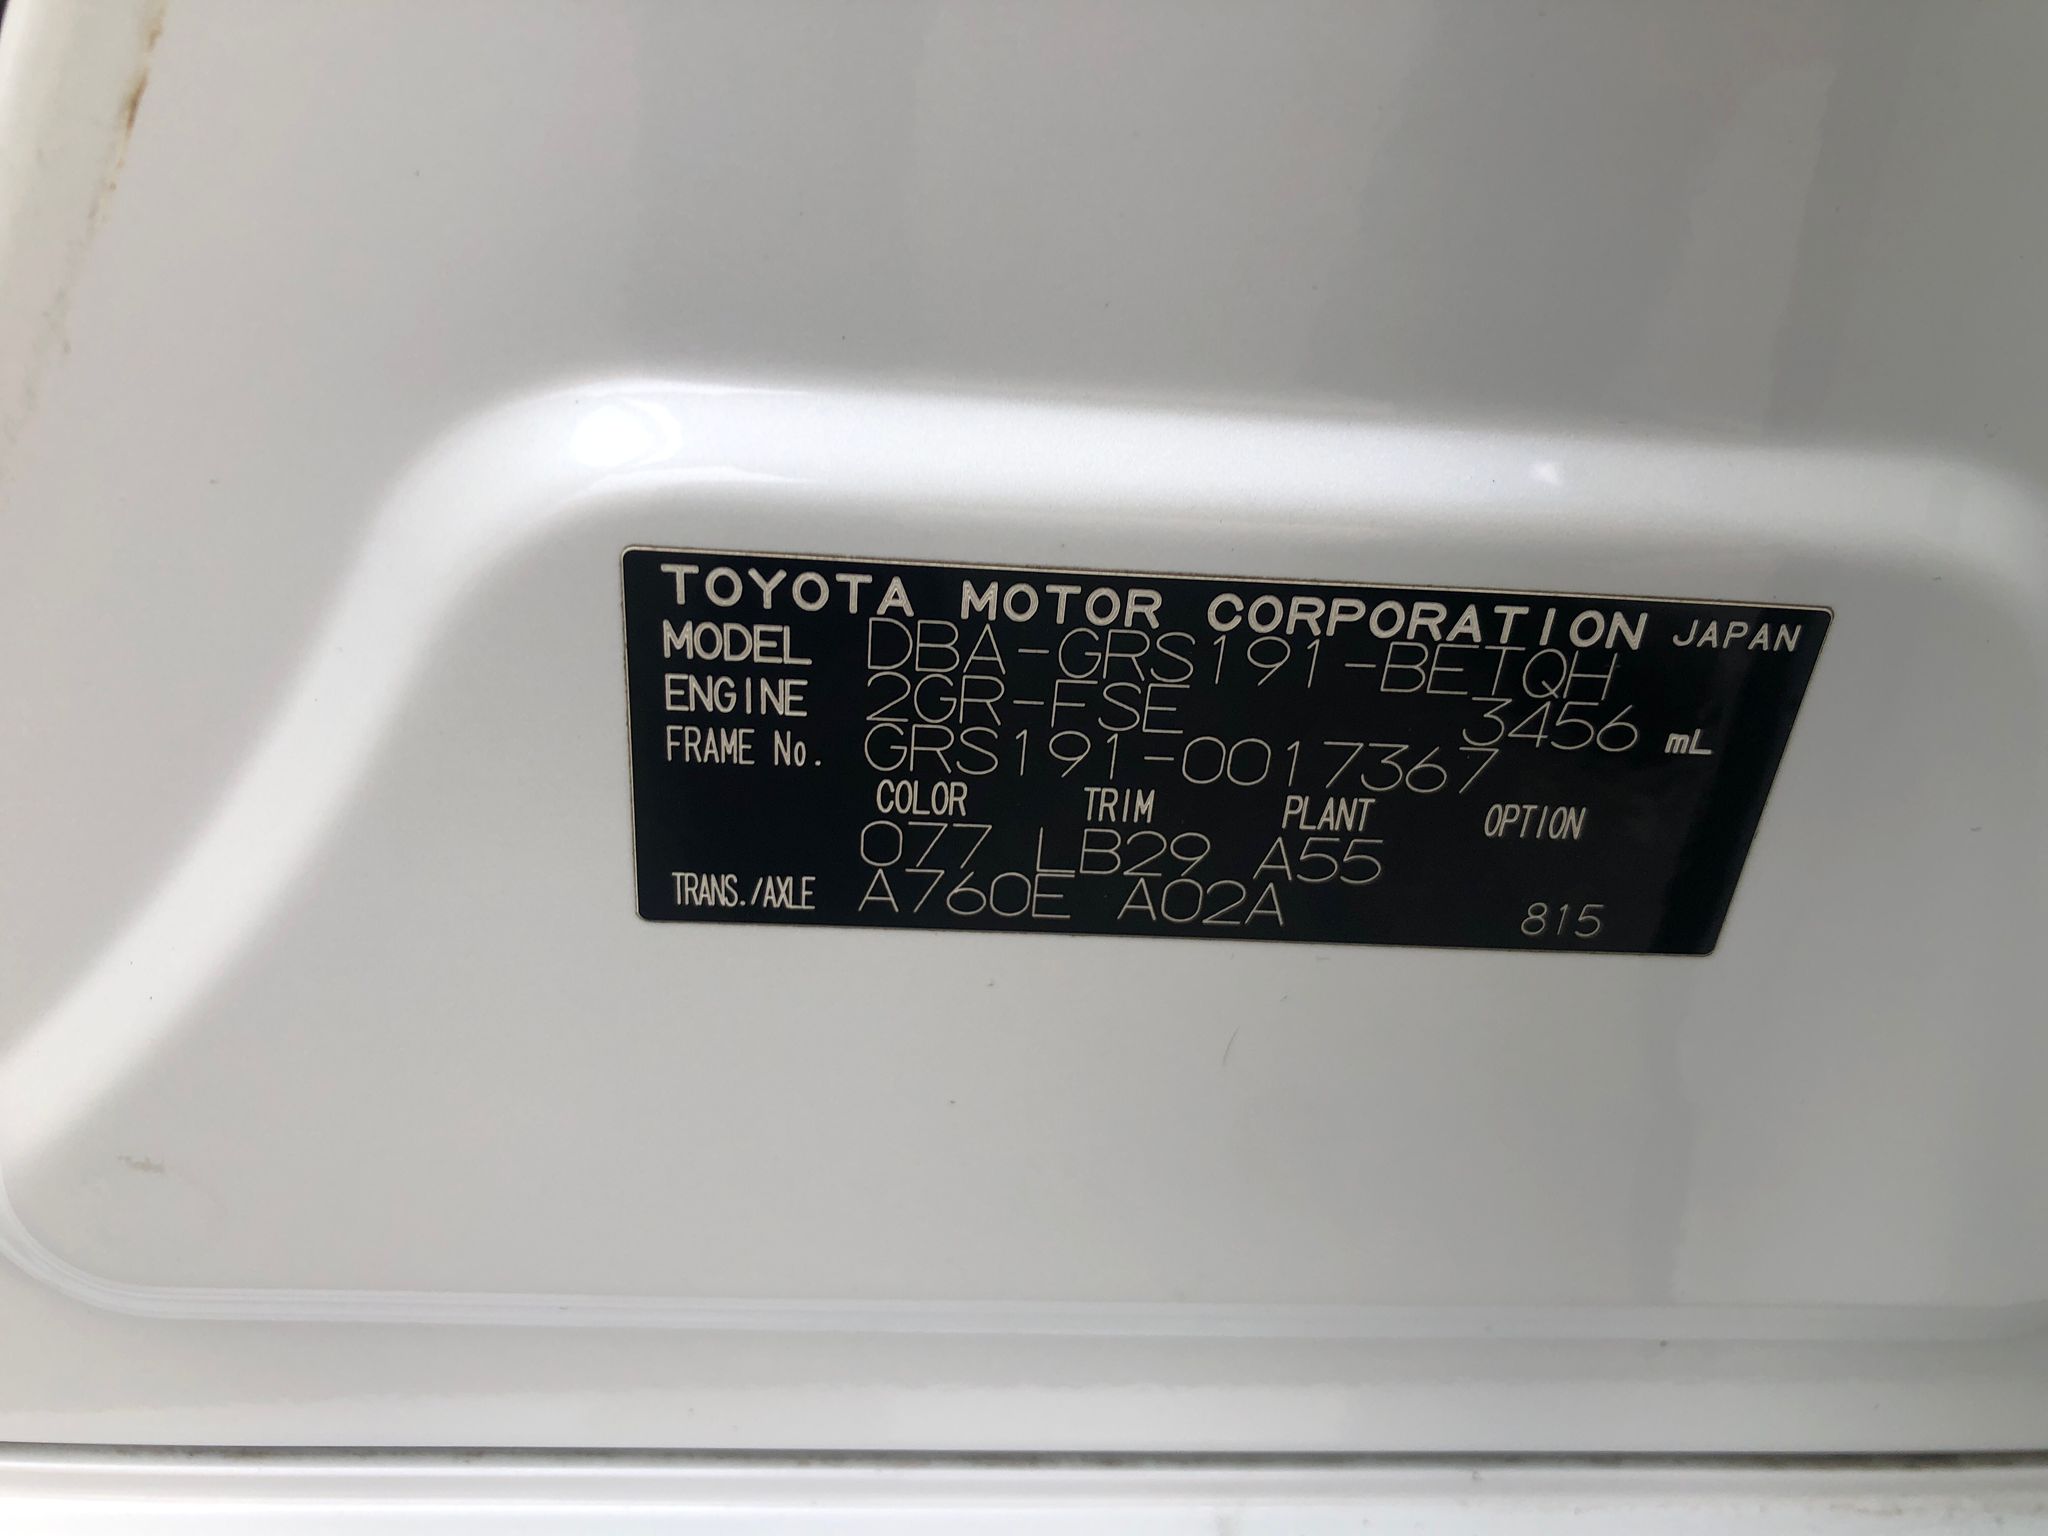 TOYOTA MOTOR CORPORATION JAPAN
MODEL DBA-GRS191-BETQH
ENGINE 2GR-FSE 3456 mL
FRAME No. GRS191-0017367
COLOR TRIM PLANT OPTION
077 LB29 A55
TRANS./AXLE A760E A02A 815